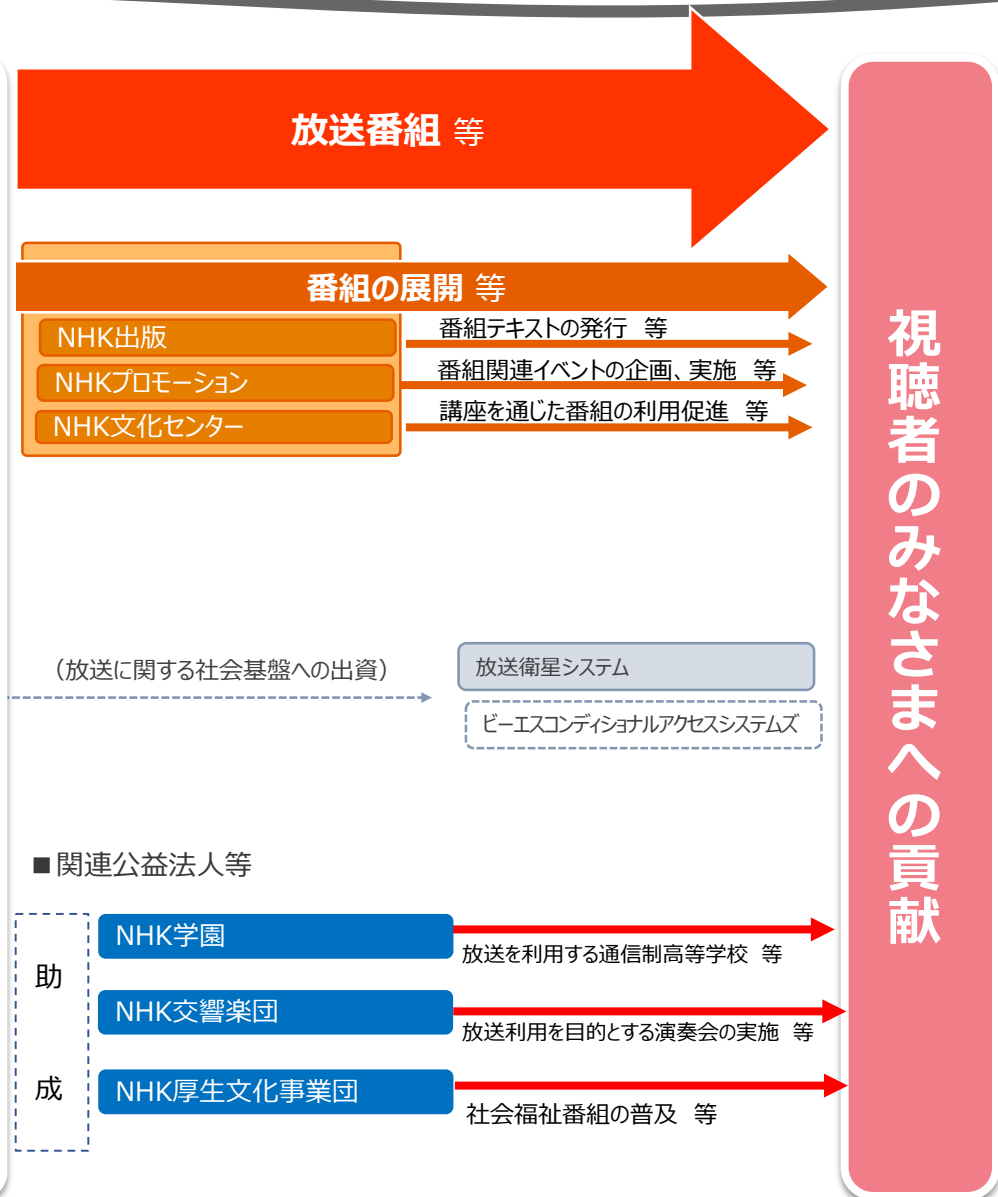 放送番組 等
番組の展開 等
NHK出版
番組テキストの発行 等
NHKプロモーション
番組関連イベントの企画、実施 等
NHK文化センター
講座を通じた番組の利用促進 等
(放送に関する社会基盤への出資)
放送衛星システム
ビーエスコンディショナルアクセスシステムズ
■関連公益法人等
助成
NHK学園
放送を利用する通信制高等学校 等
NHK交響楽団
放送利用を目的とする演奏会の実施 等
NHK厚生文化事業団
社会福祉番組の普及 等
視聴者のみなさまへの貢献